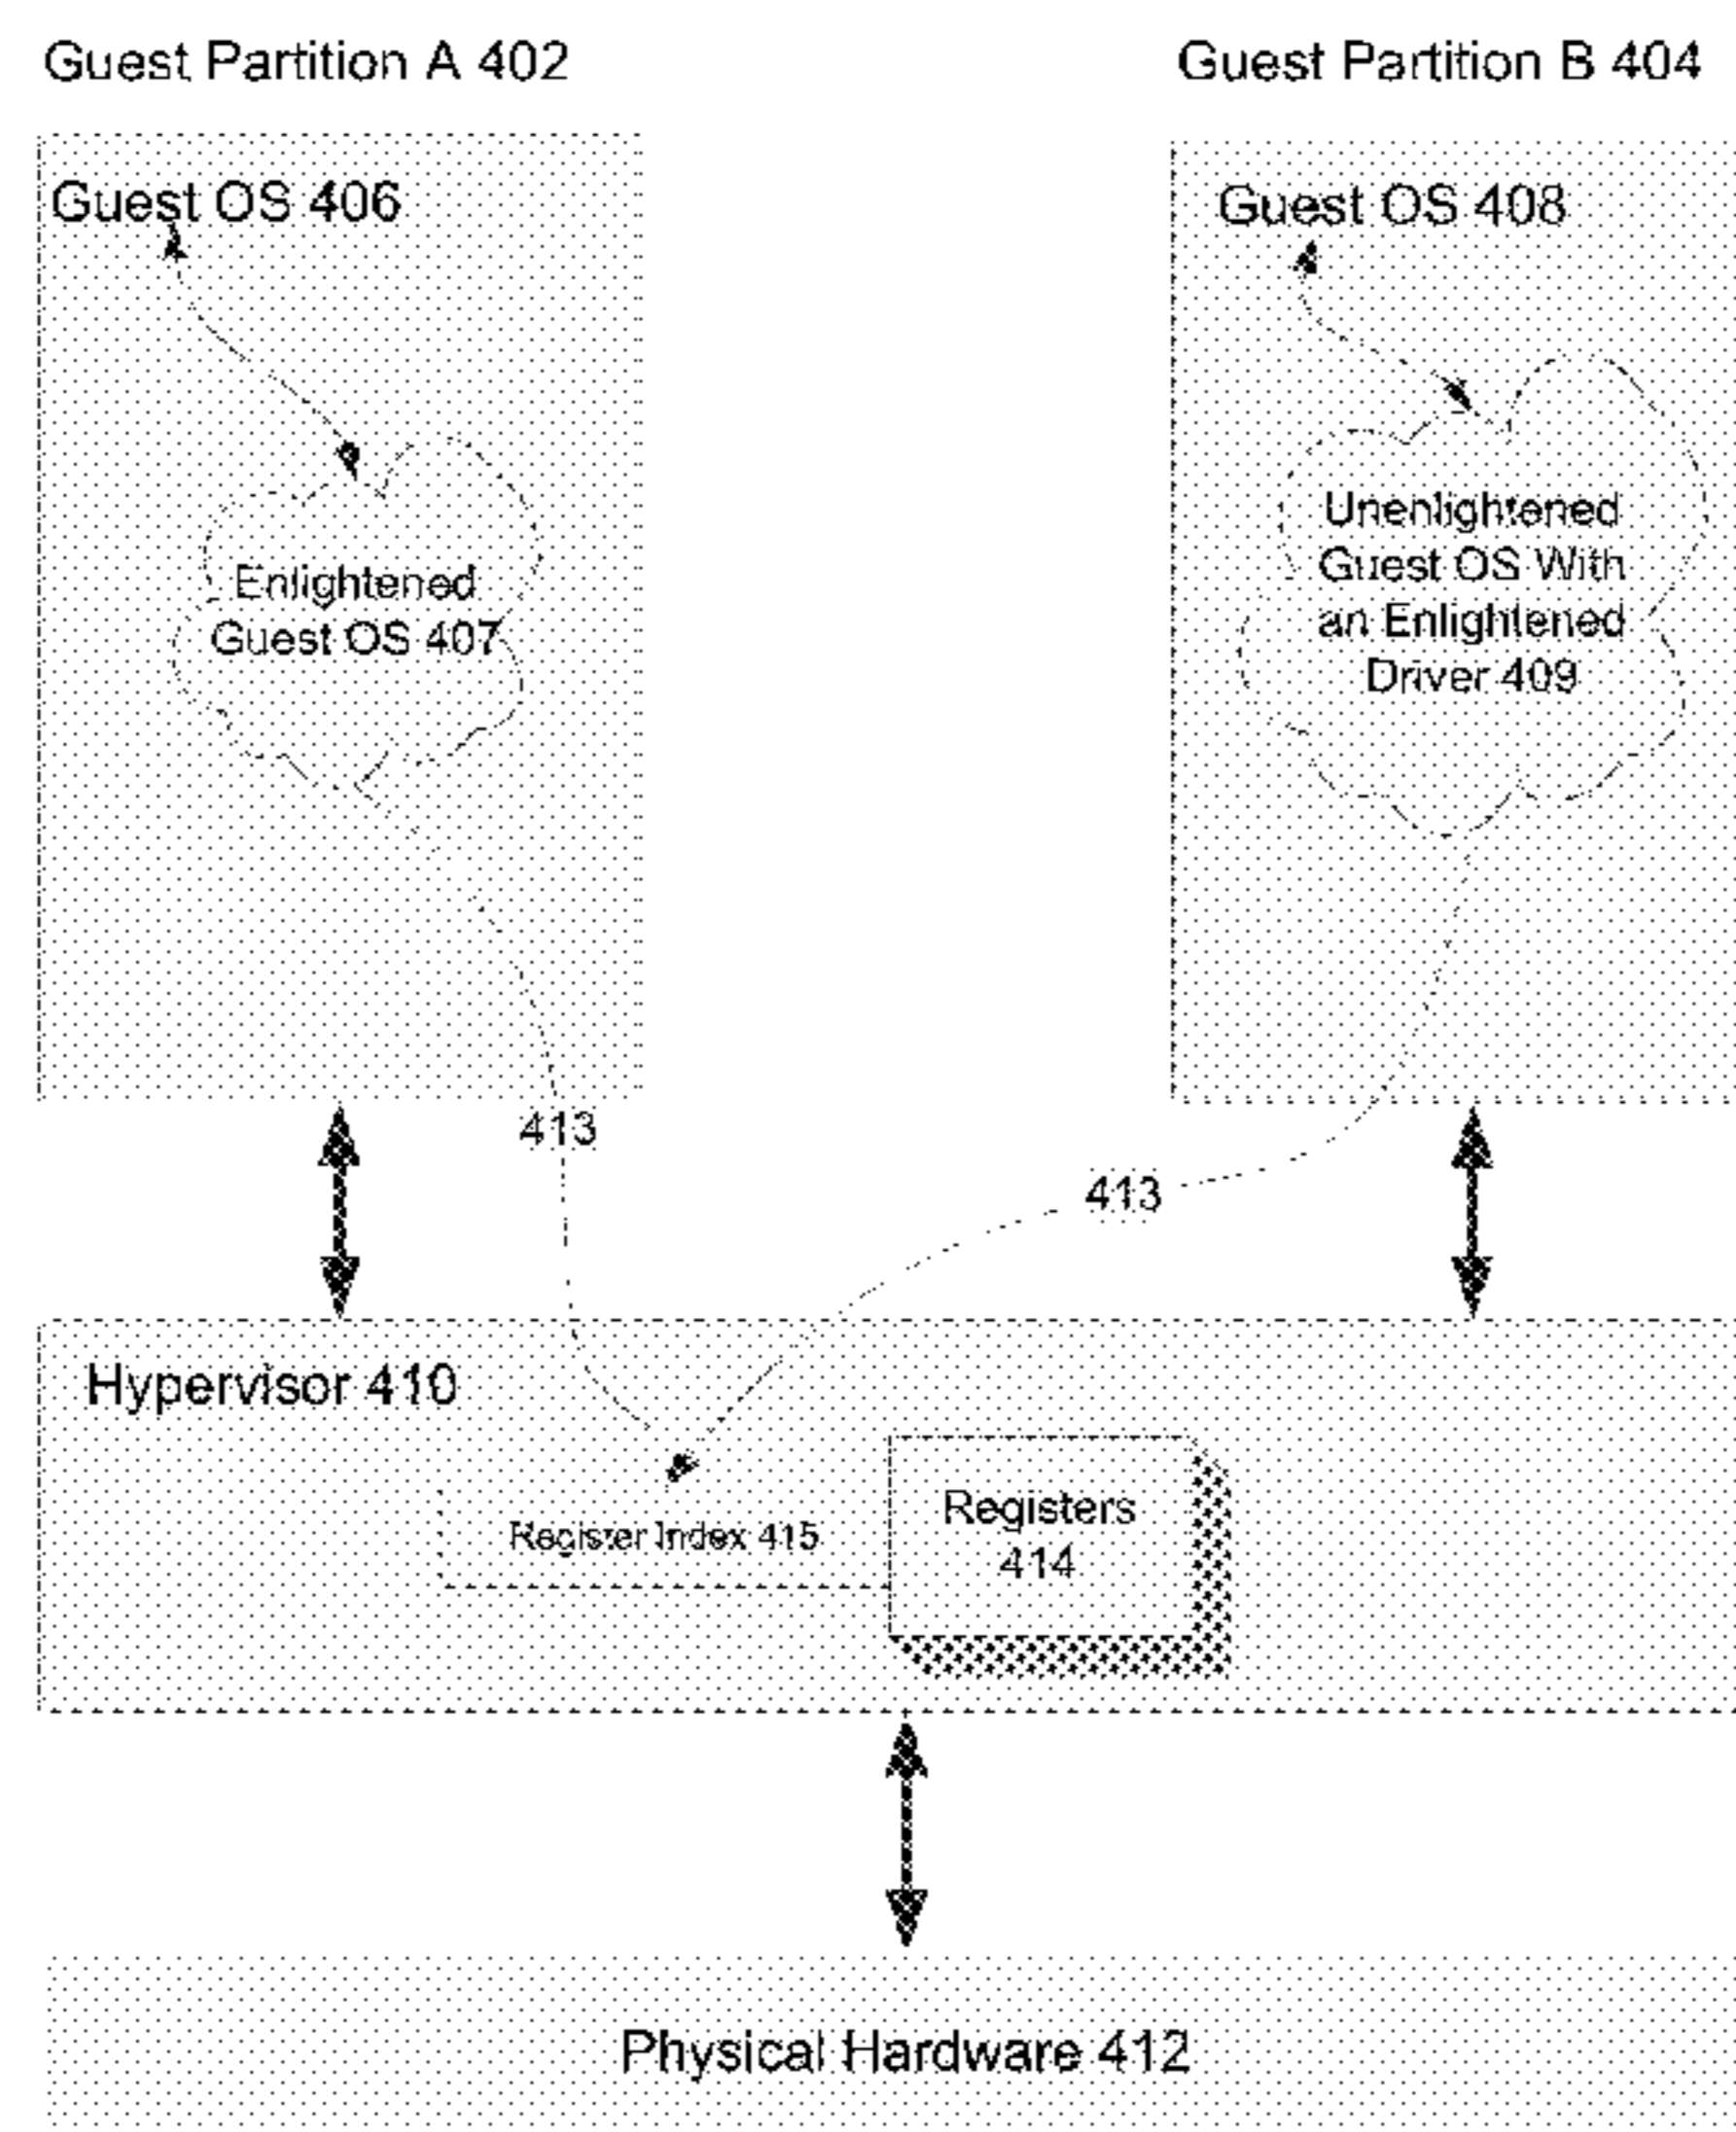 Guest Partition A 402
Guest Partition B 404
Guest OS 406
Guest OS 408
Enlightened
Guest OS 407
Unenlightened
Guest OS With
an Enlightened
Driver 409
413
413
Hypervisor 410
Register Index 415
Registers
414
Physical Hardware 412